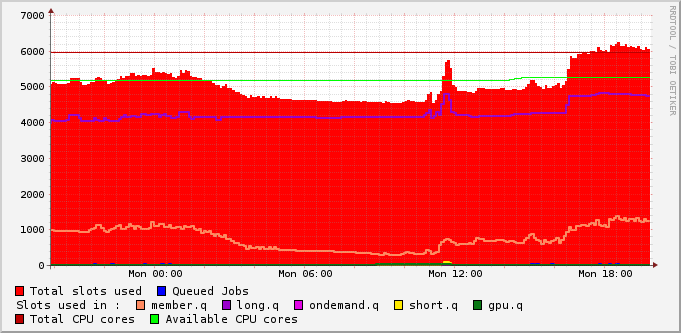 7000
6000
5000
4000
3000
2000
1000
0
Mon 00:00 Mon 06:00 Mon 12:00 Mon 18:00
RRDTOOL / TOBI OETIKER
Total slots used Queued Jobs
Slots used in : member.q long.q ondemand.q short.q gpu.q
Total CPU cores Available CPU cores